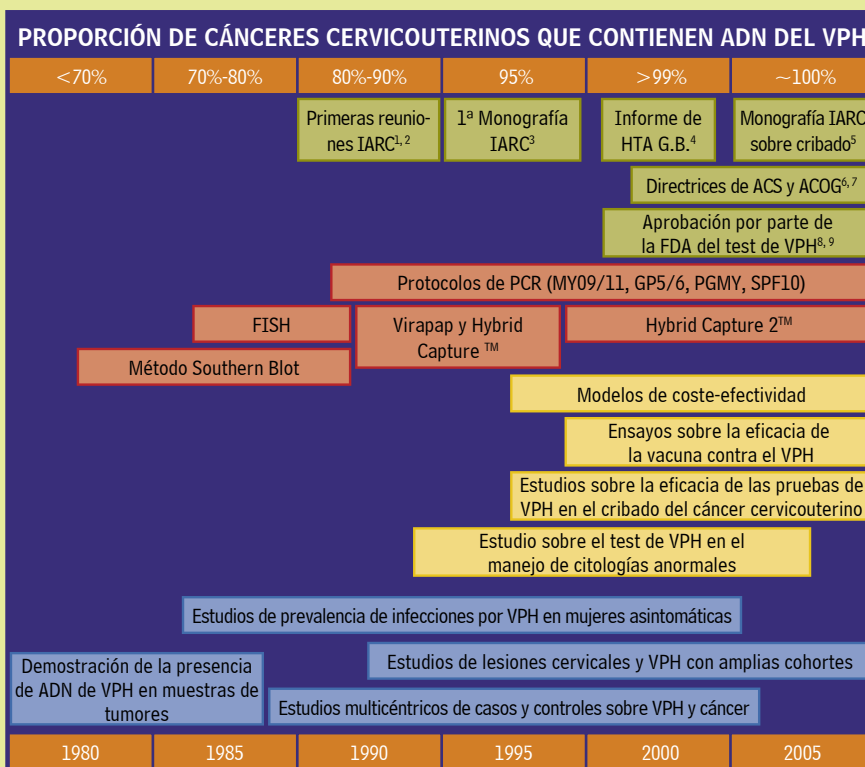 PROPORCIÓN DE CÁNCERES CERVICOUTERINOS QUE CONTIENEN ADN DEL VPH
<70% 70%-80% 80%-90% 95% >99% ~100%
Primeras reunio-
nes IARC1, 2
1ª Monografía
IARC3
Informe de
HTA G.B.4
Monografía IARC
sobre cribado5
Directrices de ACS y ACOG6, 7
Aprobación por parte de
la FDA del test de VPH8, 9
Protocolos de PCR (MY09/11, GP5/6, PGMY, SPF10)
FISH
Virapap y Hybrid
Capture ™
Hybrid Capture 2™
Método Southern Blot
Modelos de coste-efectividad
Ensayos sobre la eficacia de
la vacuna contra el VPH
Estudios sobre la eficacia de las pruebas de
VPH en el cribado del cáncer cervicouterino
Estudio sobre el test de VPH en el
manejo de citologías anormales
Estudios de prevalencia de infecciones por VPH en mujeres asintomáticas
Estudios de lesiones cervicales y VPH con amplias cohortes
Demostración de la presencia
de ADN de VPH en muestras de
tumores
Estudios multicéntricos de casos y controles sobre VPH y cáncer
1980 1985 1990 1995 2000 2005